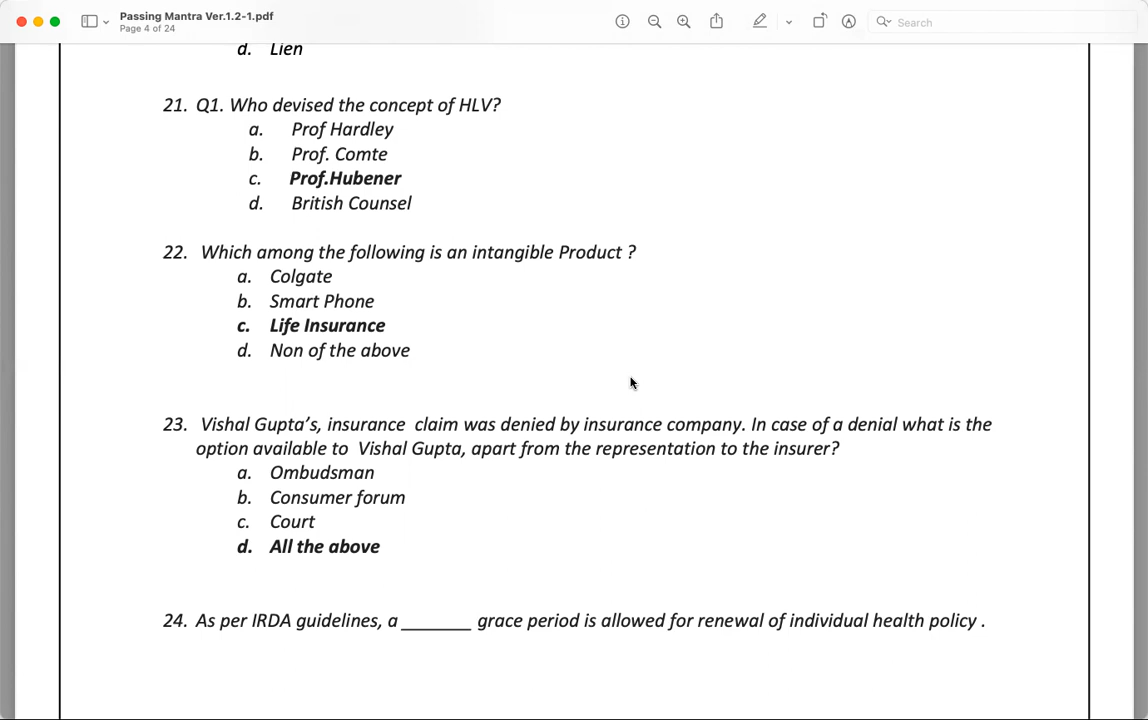 Passing Mantra Ver.1.2-1.pdf
Page 4 of 24
Search
d. Lien
21. Q1. Who devised the concept of HLV?
a. Prof Hardley
b. Prof. Comte
c. Prof.Hubener
d. British Counsel
22. Which among the following is an intangible Product ?
a. Colgate
b. Smart Phone
c. Life Insurance
d. Non of the above
23. Vishal Gupta’s, insurance claim was denied by insurance company. In case of a denial what is the
option available to Vishal Gupta, apart from the representation to the insurer?
a. Ombudsman
b. Consumer forum
c. Court
d. All the above
24. As per IRDA guidelines, a _______ grace period is allowed for renewal of individual health policy .